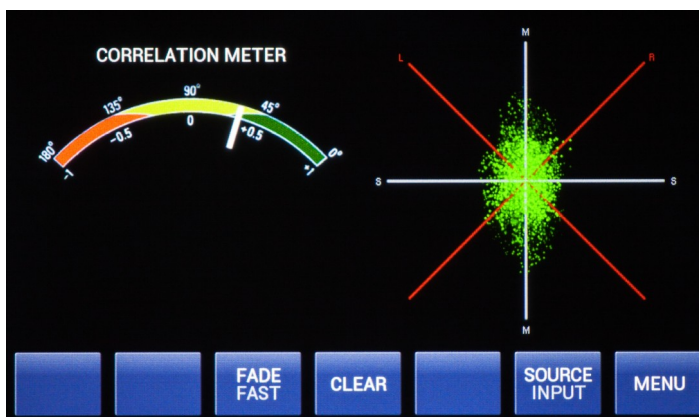 CORRELATION METER
180°
135°
90°
45°
0°
-1
-0.5
0
+0.5
+1
M
L
R
S
S
M
FADE
FAST
CLEAR
SOURCE
INPUT
MENU